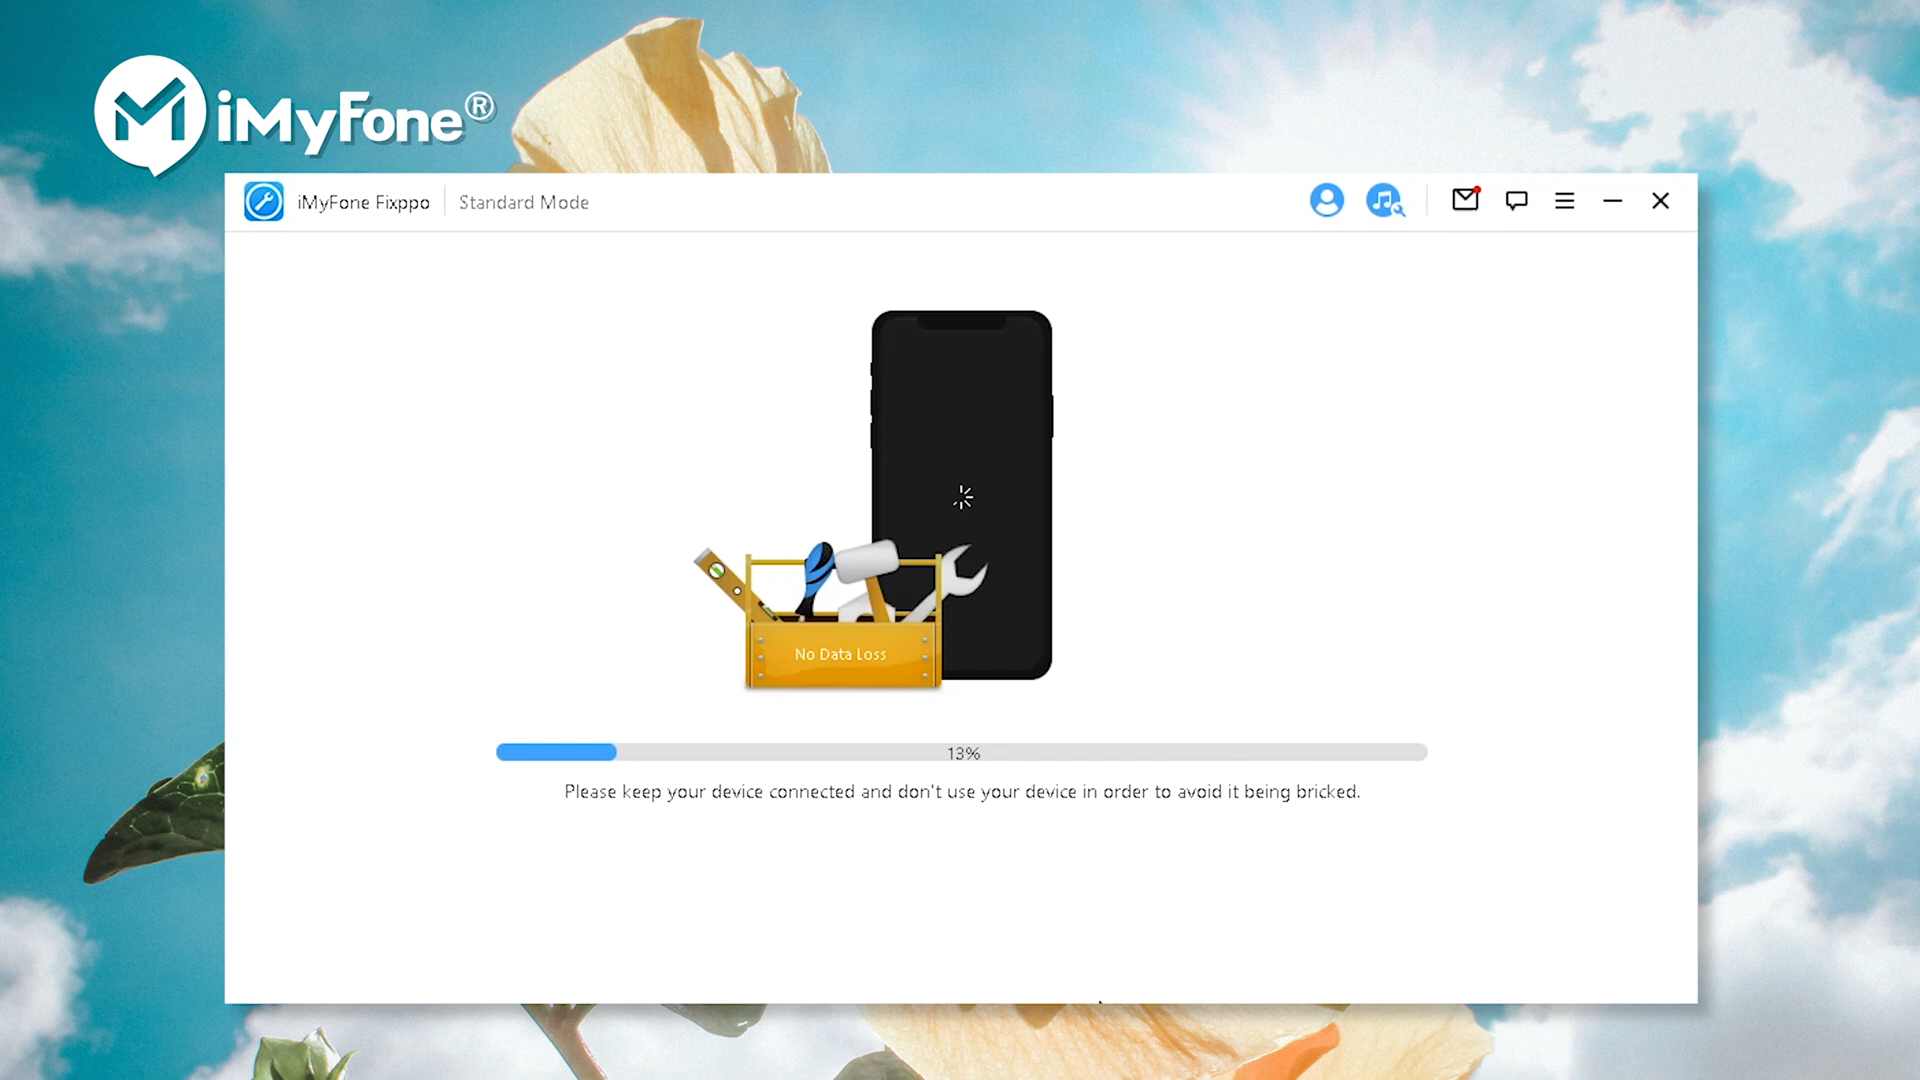 iMyFone®
iMyFone Fixppo Standard Mode
No Data Loss
13%
Please keep your device connected and don't use your device in order to avoid it being bricked.